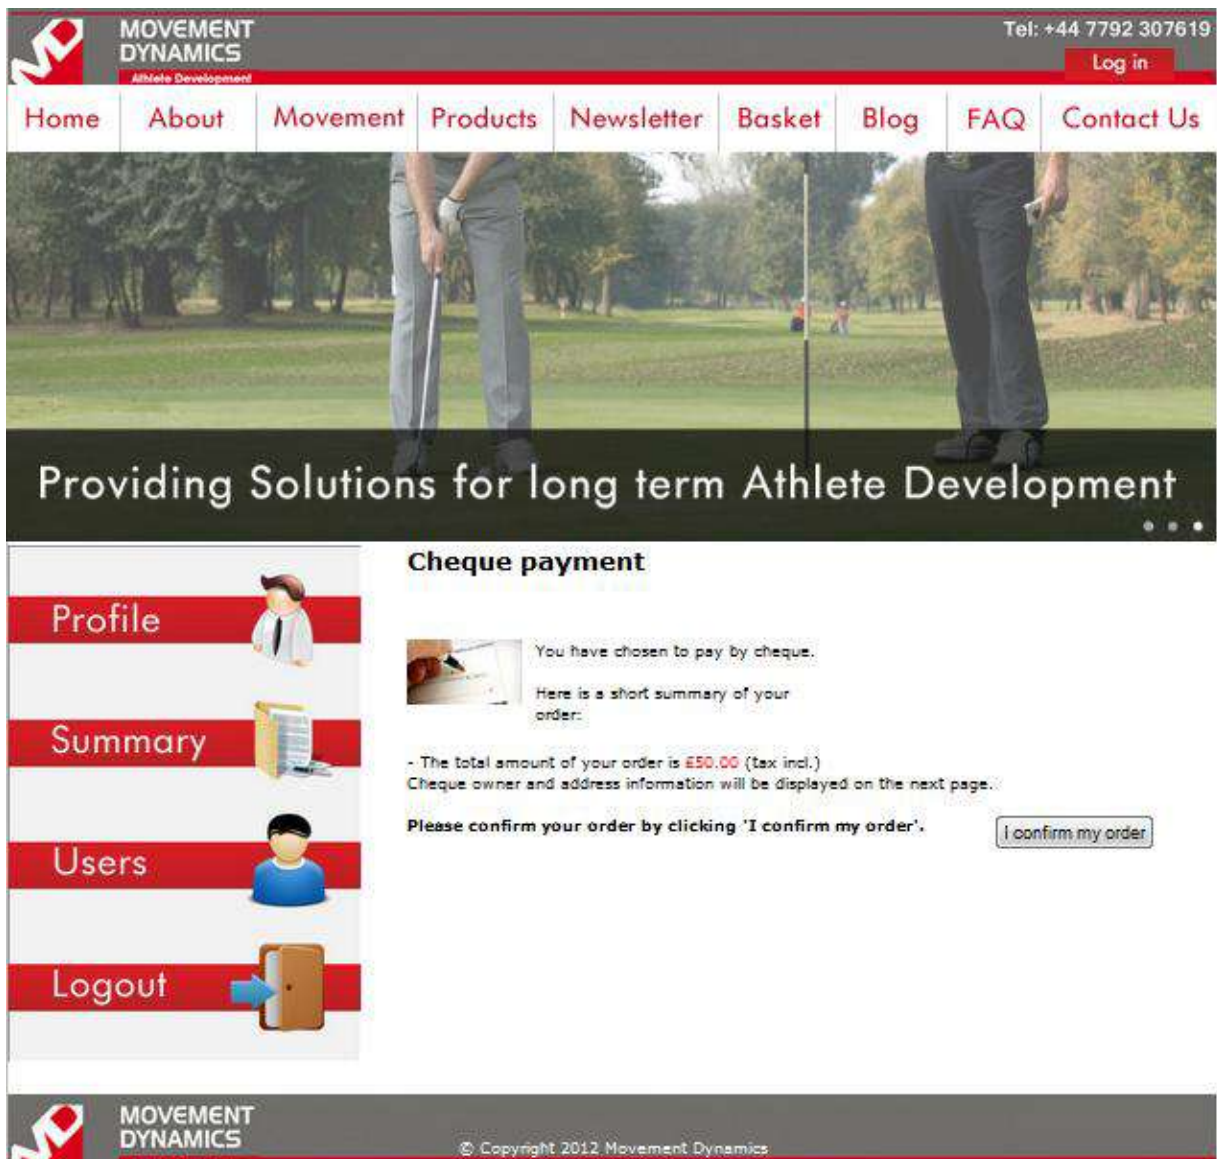 MOVEMENT
DYNAMICS
Athlete Development
Tel: +44 7792 307619
Log in
Home About Movement Products Newsletter Basket Blog FAQ Contact Us
Providing Solutions for long term Athlete Development
Profile
Summary
Users
Logout
Cheque payment
You have chosen to pay by cheque.
Here is a short summary of your
order:
- The total amount of your order is £50.00 (tax incl.)
Cheque owner and address information will be displayed on the next page.
Please confirm your order by clicking 'I confirm my order'.
I confirm my order
MOVEMENT
DYNAMICS
© Copyright 2012 Movement Dynamics